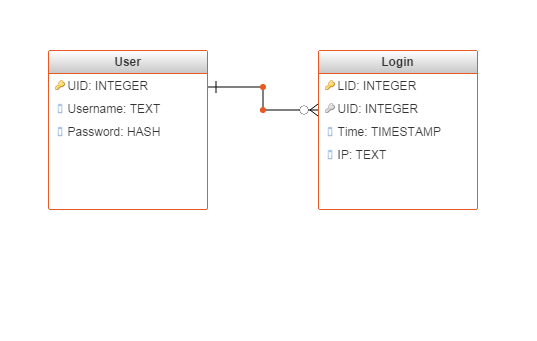 User
UID: INTEGER
Username: TEXT
Password: HASH
Login
LID: INTEGER
UID: INTEGER
Time: TIMESTAMP
IP: TEXT